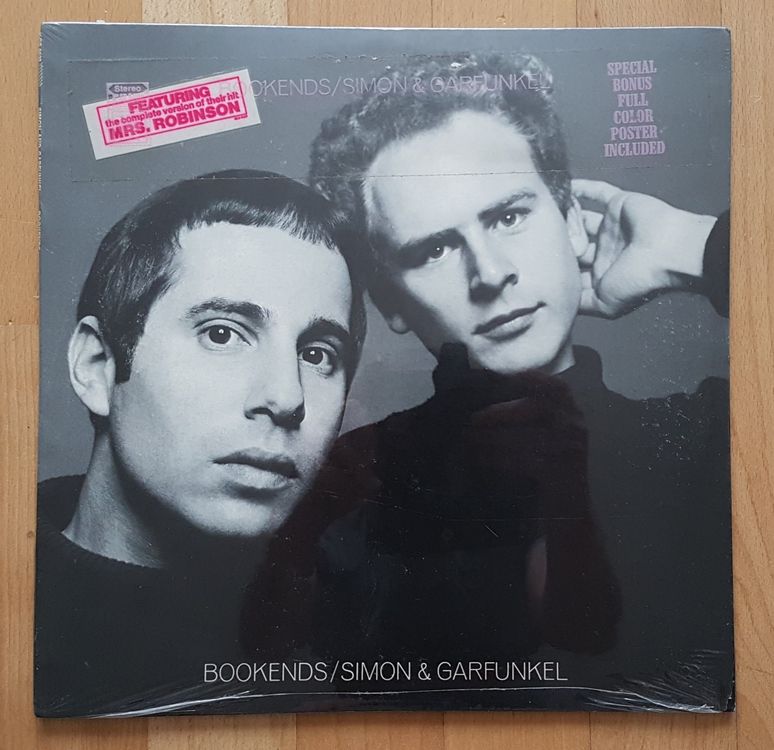 Stereo
FEATURING
the complete version of their hit
MRS. ROBINSON
BOOKENDS/SIMON & GARFUNKEL
SPECIAL
BONUS
FULL
COLOR
POSTER
INCLUDED
BOOKENDS/SIMON & GARFUNKEL